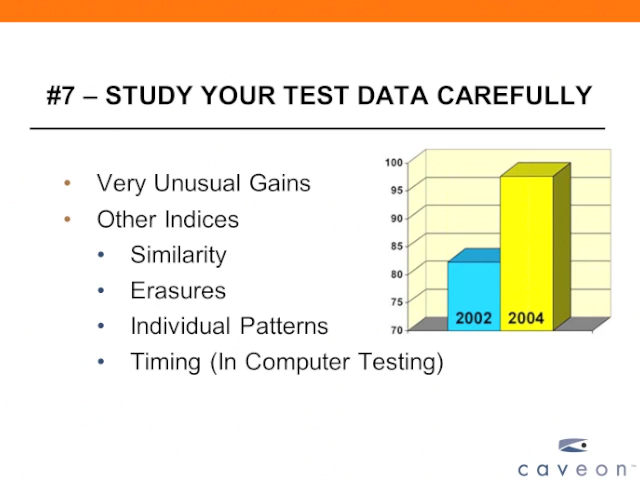 #7 – STUDY YOUR TEST DATA CAREFULLY
• Very Unusual Gains
• Other Indices
• Similarity
• Erasures
• Individual Patterns
• Timing (In Computer Testing)
100
95
90
85
80
75
70
2002 2004
caveon™